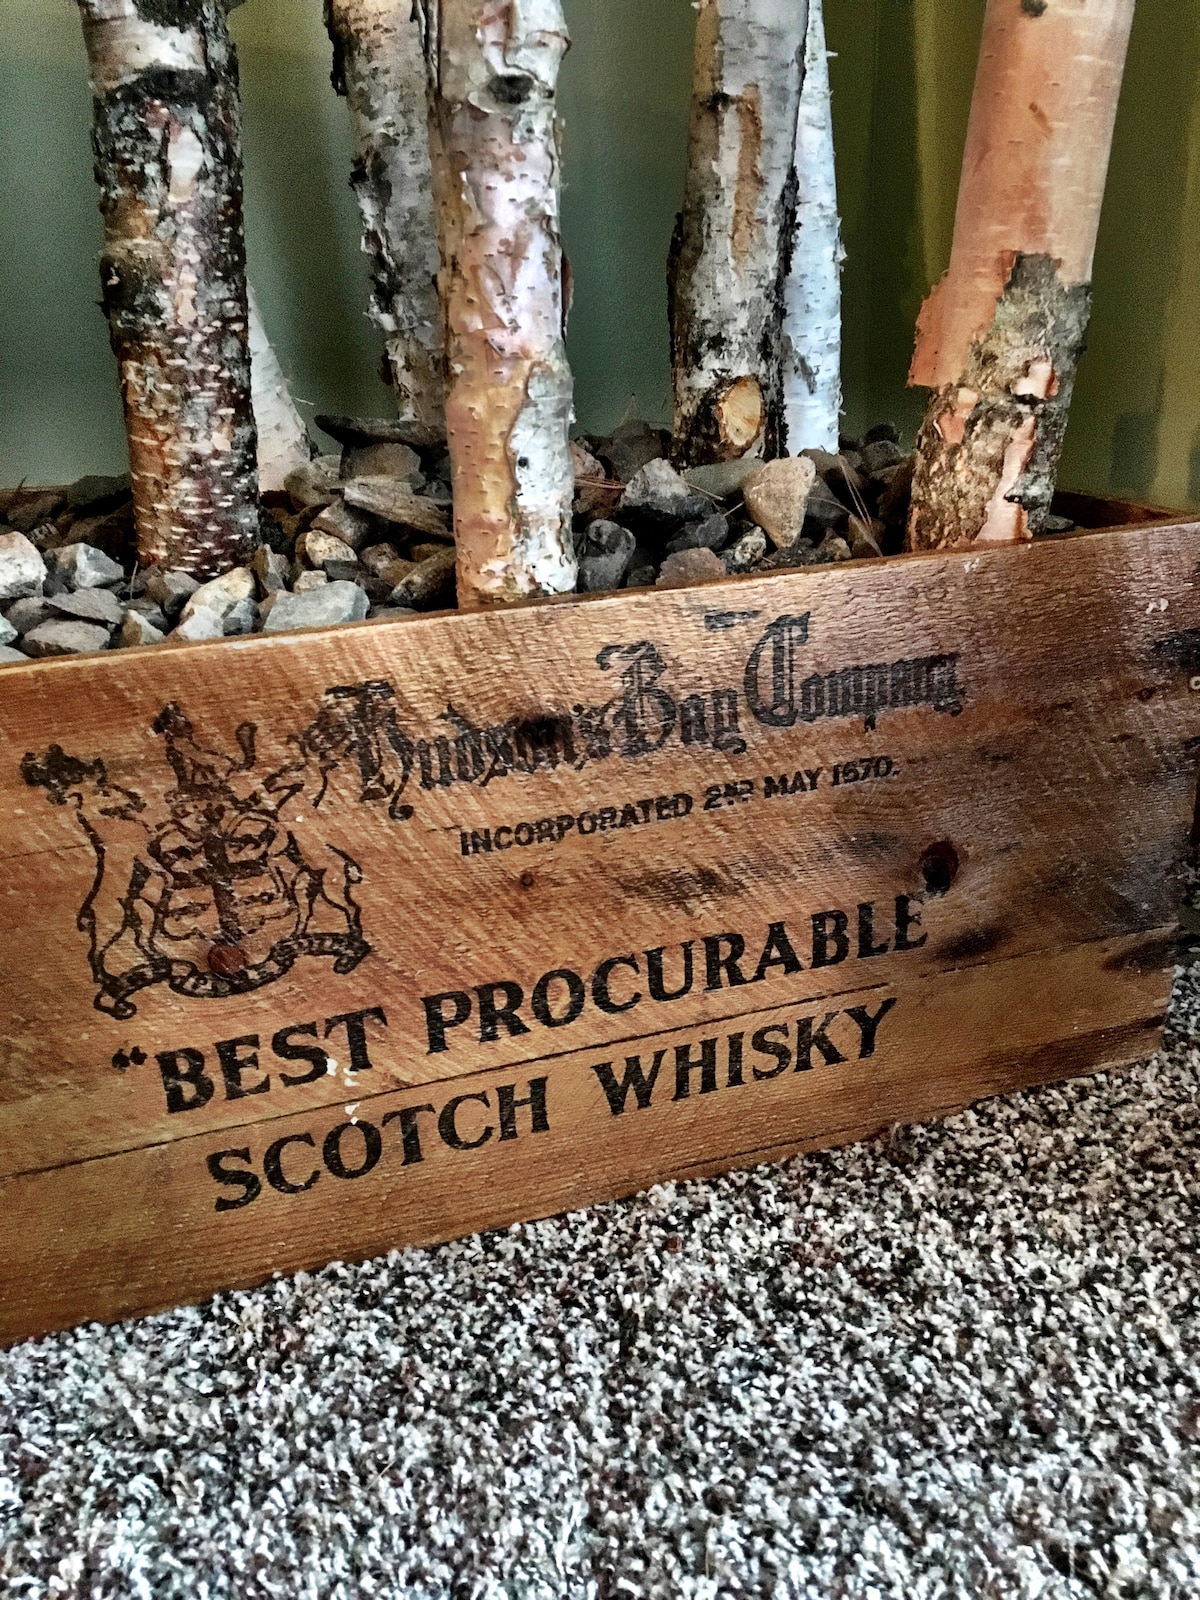 Hudson's Bay Company
INCORPORATED 2ND MAY 1670.
"BEST PROCURABLE"
SCOTCH WHISKY